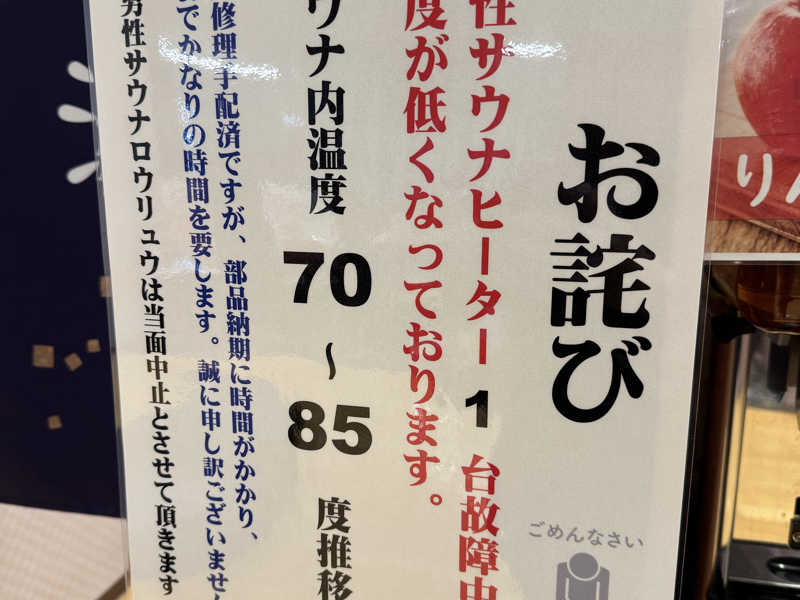 お詫び
性サウナヒーター1台故障中
度が低くなっております。
ウナ内温度 70~85 度推移
修理手配済ですが、部品納期に時間がかかり、
でかなりの時間を要します。誠に申し訳ございません
男性サウナロウリュウは当面中止とさせて頂きます
ごめんなさい
り